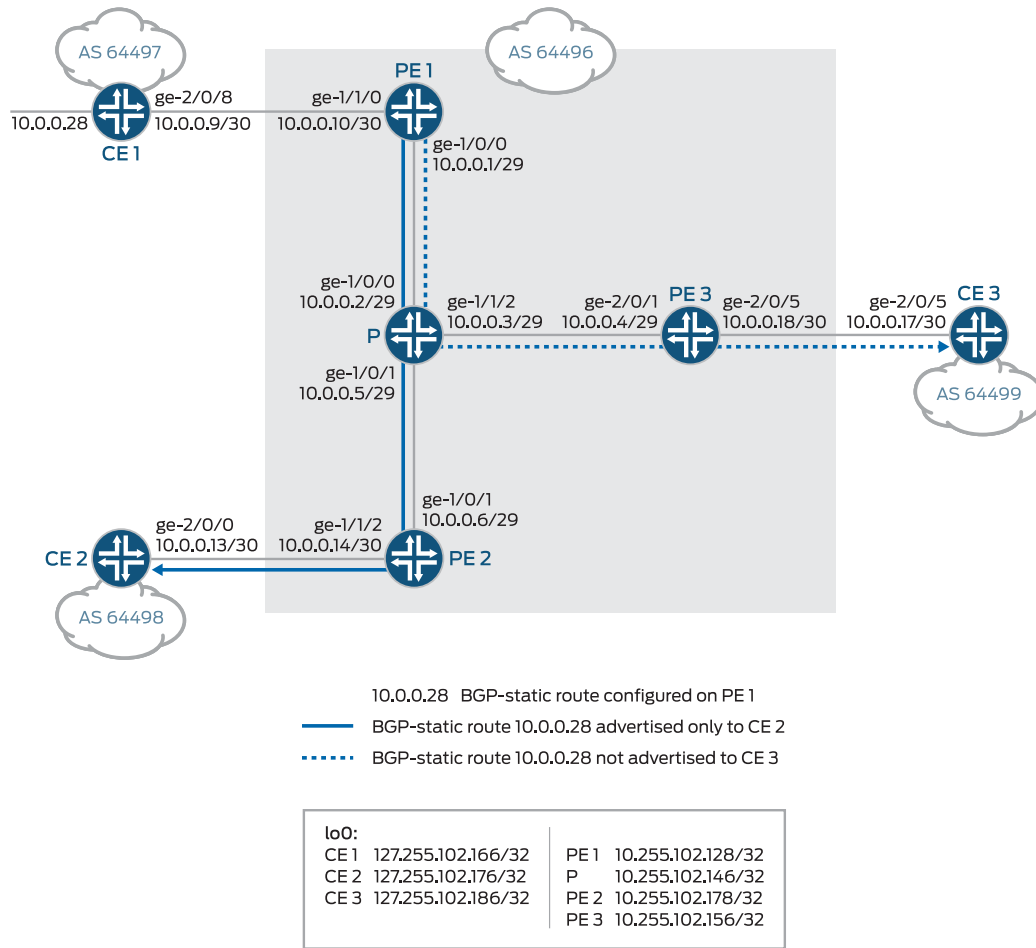 AS 64497
AS 64496
PE 1
ge-2/0/8
ge-1/1/0
10.0.0.28
10.0.0.9/30
10.0.0.10/30
CE 1
ge-1/0/0
10.0.0.1/29
ge-1/0/0
10.0.0.2/29
ge-1/1/2
10.0.0.3/29
ge-2/0/1
10.0.0.4/29
PE 3
ge-2/0/5
10.0.0.18/30
ge-2/0/5
10.0.0.17/30
CE 3
P
ge-1/0/1
10.0.0.5/29
AS 64499
ge-1/0/1
10.0.0.6/29
ge-2/0/0
10.0.0.13/30
ge-1/1/2
10.0.0.14/30
CE 2
PE 2
AS 64498
10.0.0.28 BGP-static route configured on PE 1
BGP-static route 10.0.0.28 advertised only to CE 2
BGP-static route 10.0.0.28 not advertised to CE 3
lo0:
CE 1 127.255.102.166/32
CE 2 127.255.102.176/32
CE 3 127.255.102.186/32
PE 1 10.255.102.128/32
P 10.255.102.146/32
PE 2 10.255.102.178/32
PE 3 10.255.102.156/32